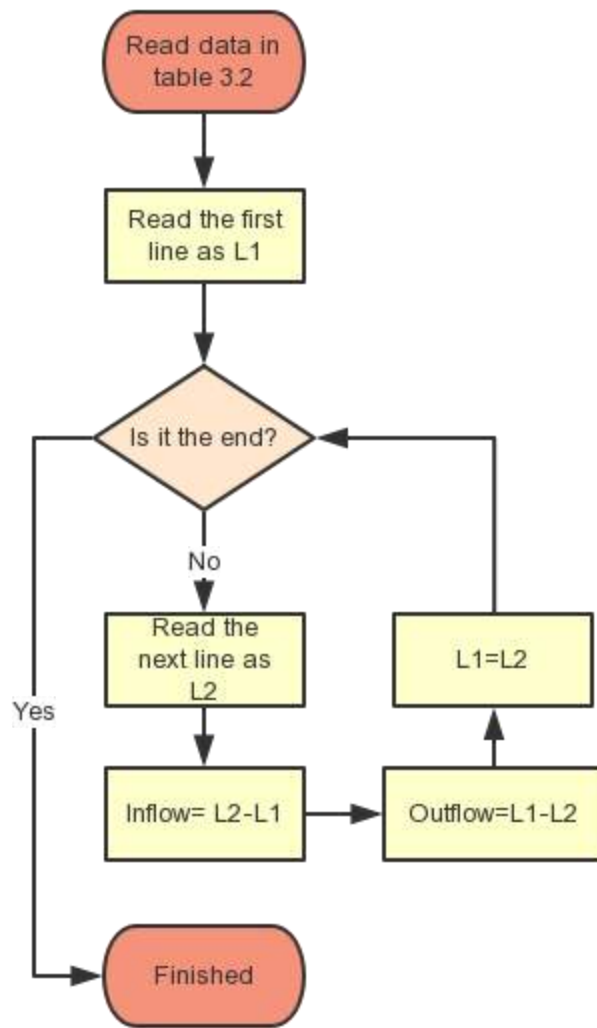 Read data in
table 3.2
Read the first
line as L1
Is it the end?
No
Read the
next line as
L2
L1=L2
Yes
Inflow= L2-L1
Outflow=L1-L2
Finished